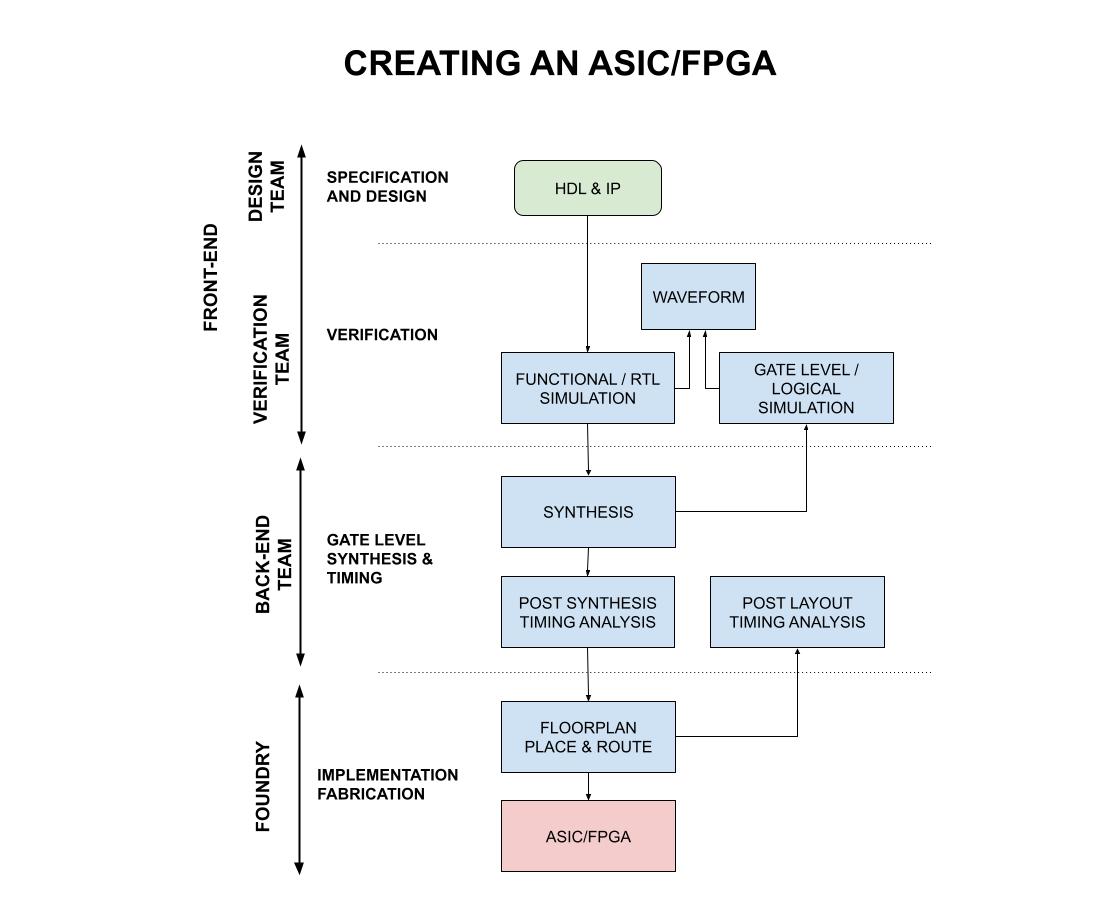 CREATING AN ASIC/FPGA
FRONT-END
DESIGN
TEAM
SPECIFICATION
AND DESIGN
HDL & IP
VERIFICATION
TEAM
VERIFICATION
WAVEFORM
FUNCTIONAL / RTL
SIMULATION
GATE LEVEL /
LOGICAL
SIMULATION
BACK-END
TEAM
GATE LEVEL
SYNTHESIS &
TIMING
SYNTHESIS
POST SYNTHESIS
TIMING ANALYSIS
POST LAYOUT
TIMING ANALYSIS
FOUNDRY
IMPLEMENTATION
FABRICATION
FLOORPLAN
PLACE & ROUTE
ASIC/FPGA